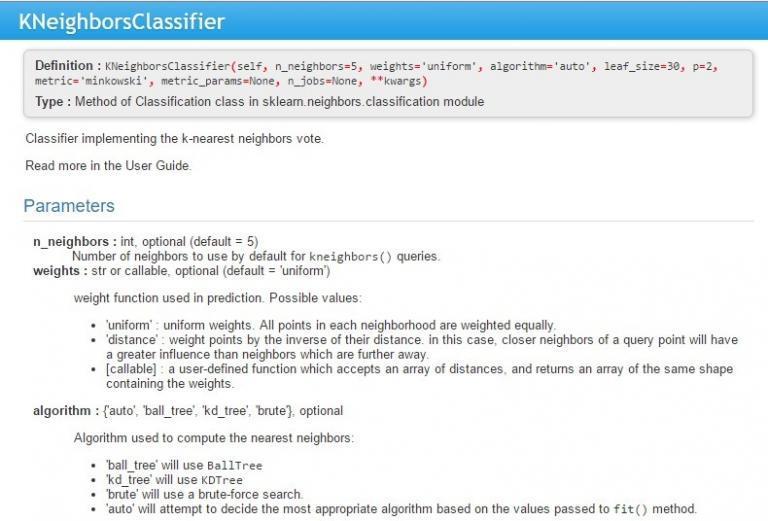 KNeighborsClassifier
Definition : KNeighborsClassifier(self, n_neighbors=5, weights='uniform', algorithm='auto', leaf_size=30, p=2,
metric='minkowski', metric_params=None, n_jobs=None, **kwargs)
Type : Method of Classification class in sklearn.neighbors.classification module
Classifier implementing the k-nearest neighbors vote.
Read more in the User Guide.
Parameters
n_neighbors : int, optional (default = 5)
Number of neighbors to use by default for kneighbors() queries.
weights : str or callable, optional (default = 'uniform')
weight function used in prediction. Possible values:
• 'uniform' : uniform weights. All points in each neighborhood are weighted equally.
• 'distance' : weight points by the inverse of their distance. in this case, closer neighbors of a query point will have
a greater influence than neighbors which are further away.
• [callable] : a user-defined function which accepts an array of distances, and returns an array of the same shape
containing the weights.
algorithm : {'auto', 'ball_tree', 'kd_tree', 'brute'}, optional
Algorithm used to compute the nearest neighbors:
• 'ball_tree' will use BallTree
• 'kd_tree' will use KDTree
• 'brute' will use a brute-force search.
• 'auto' will attempt to decide the most appropriate algorithm based on the values passed to fit() method.